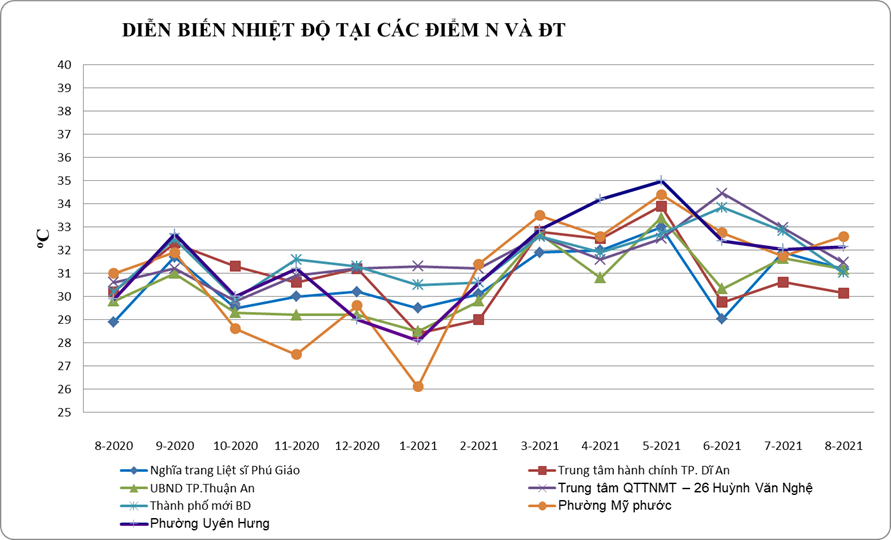 DIỄN BIẾN NHIỆT ĐỘ TẠI CÁC ĐIỂM N VÀ ĐT
40
39
38
37
36
35
34
33
32
31
30
29
28
27
26
25
ºC
8-2020 9-2020 10-2020 11-2020 12-2020 1-2021 2-2021 3-2021 4-2021 5-2021 6-2021 7-2021 8-2021
Nghĩa trang Liệt sĩ Phú Giáo Trung tâm hành chính TP. Dĩ An
UBND TP.Thuận An Trung tâm QTTNMT – 26 Huỳnh Văn Nghệ
Thành phố mới BD Phường Mỹ phước
Phường Uyên Hưng